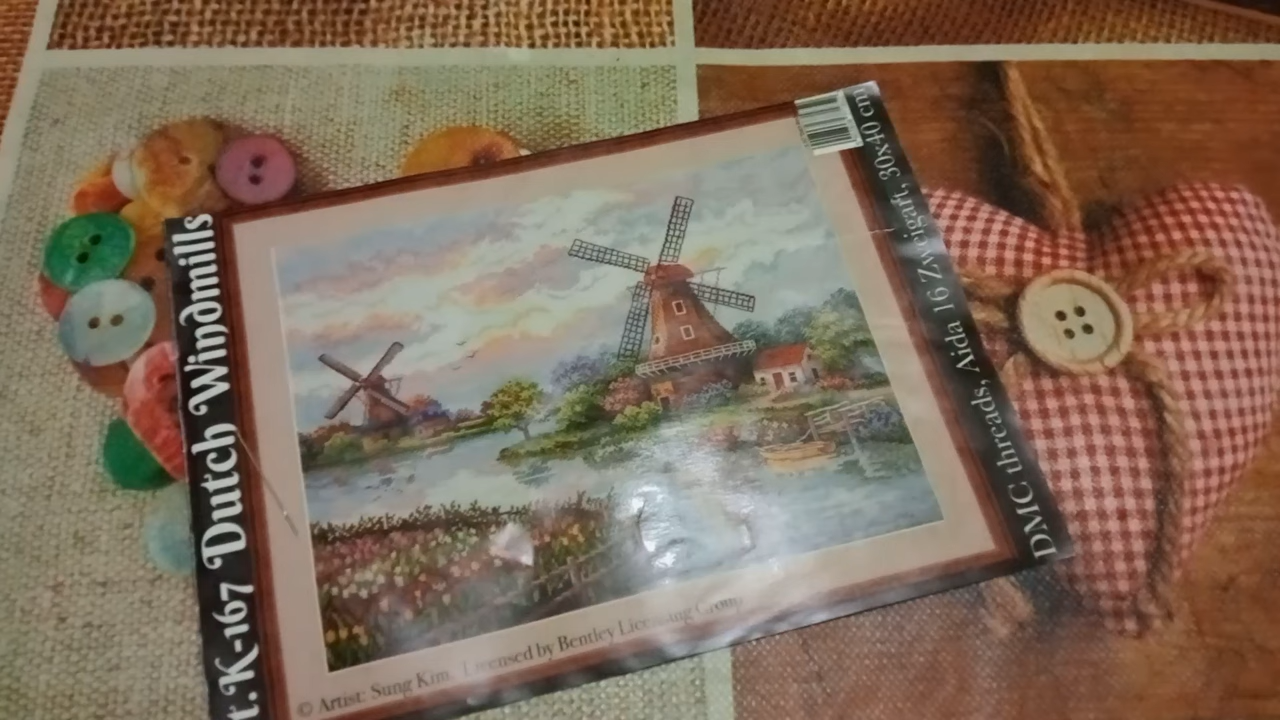 t.K-167 Dutch Windmills
DMC threads, Aida 16 Zweigart, 30x40 cm
© Artist: Sung Kim. Licensed by Bentley Licensing Group